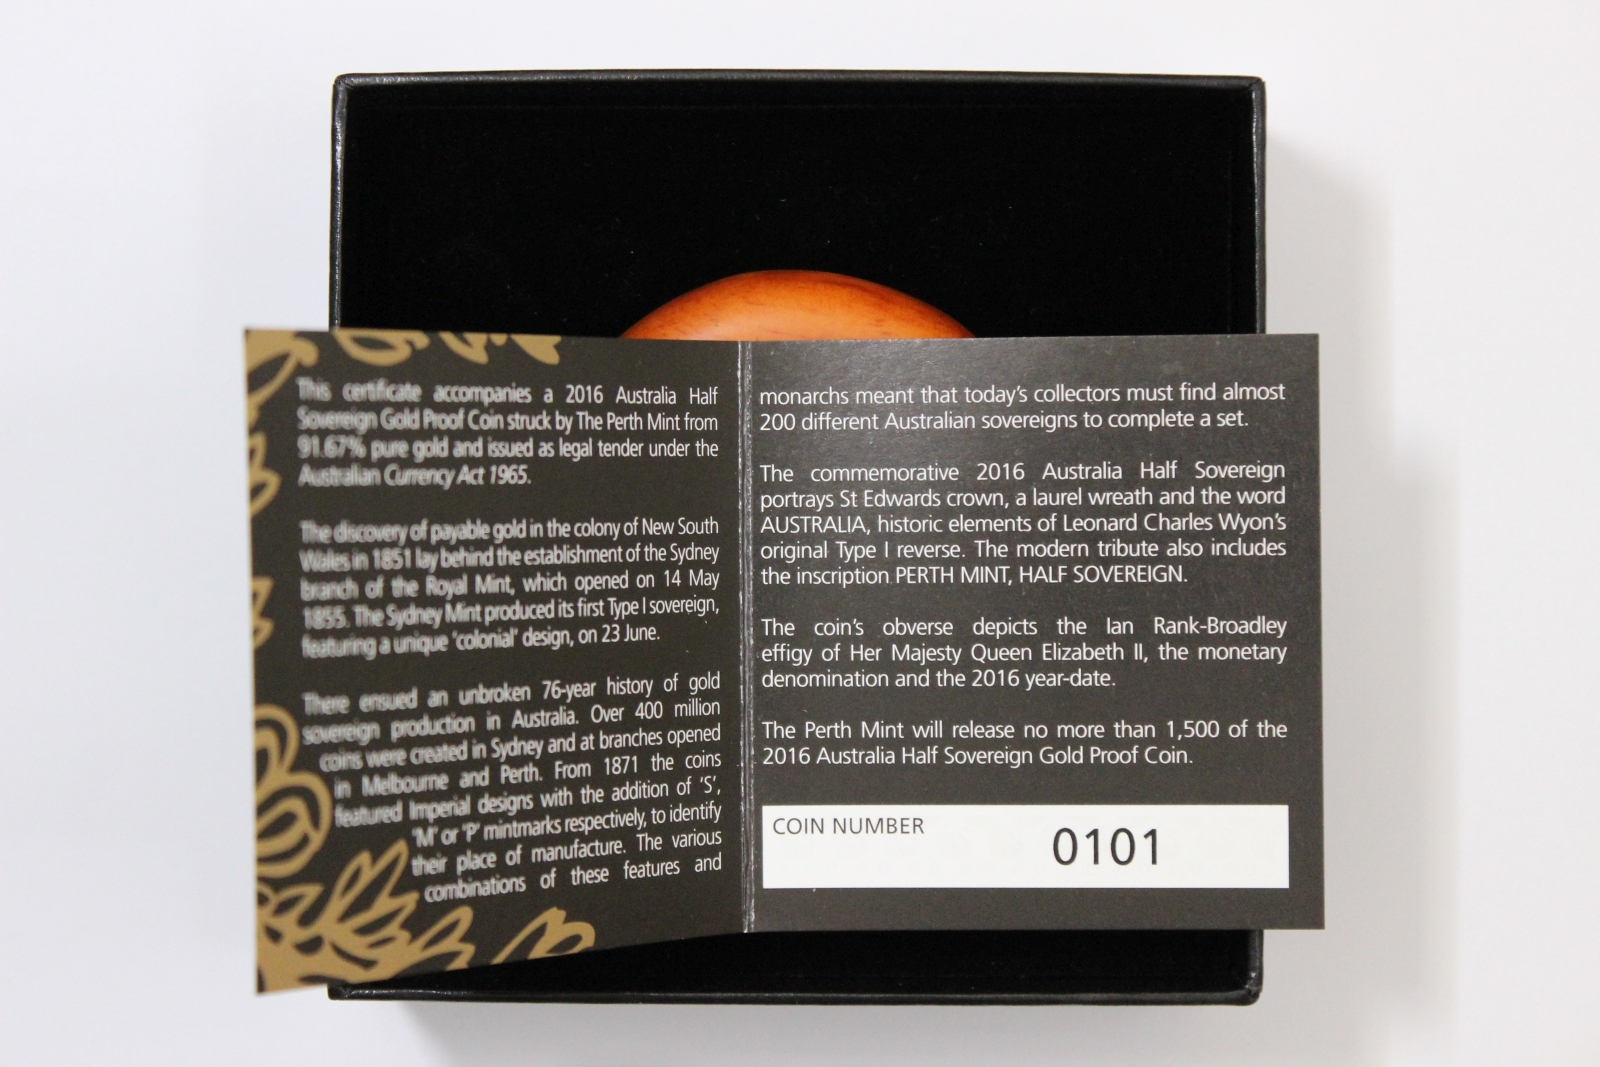 This certificate accompanies a 2016 Australia Half
Sovereign Gold Proof Coin struck by The Perth Mint from
91.67% pure gold and issued as legal tender under the
Australian Currency Act 1965.
The discovery of payable gold in the colony of New South
Wales in 1851 lay behind the establishment of the Sydney
branch of the Royal Mint, which opened on 14 May
1855. The Sydney Mint produced its first Type I sovereign,
featuring a unique 'colonial' design, on 23 June.
There ensued an unbroken 76-year history of gold
sovereign production in Australia. Over 400 million
coins were created in Sydney and at branches opened
in Melbourne and Perth. From 1871 the coins
featured Imperial designs with the addition of 'S',
'M' or 'P' mintmarks respectively, to identify
their place of manufacture. The various
combinations of these features and
monarchs meant that today's collectors must find almost
200 different Australian sovereigns to complete a set.
The commemorative 2016 Australia Half Sovereign
portrays St Edwards crown, a laurel wreath and the word
AUSTRALIA, historic elements of Leonard Charles Wyon's
original Type I reverse. The modern tribute also includes
the inscription PERTH MINT, HALF SOVEREIGN.
The coin's obverse depicts the Ian Rank-Broadley
effigy of Her Majesty Queen Elizabeth II, the monetary
denomination and the 2016 year-date.
The Perth Mint will release no more than 1,500 of the
2016 Australia Half Sovereign Gold Proof Coin.
COIN NUMBER 0101